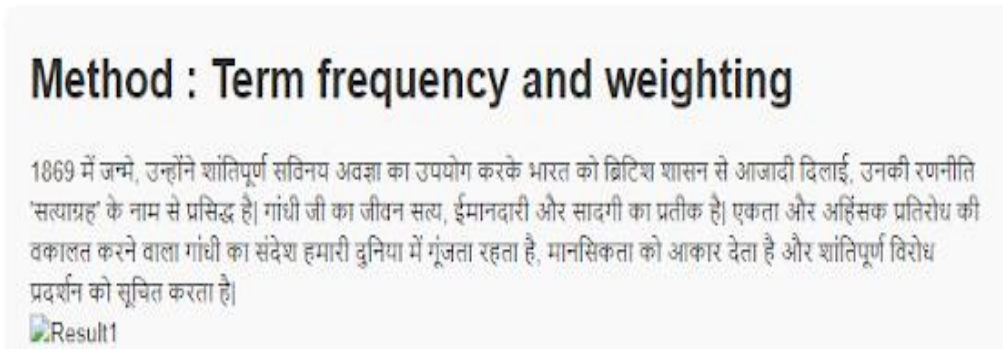 Method : Term frequency and weighting
1869 में जन्मे, उन्होंने शांतिपूर्ण सविनय अवज्ञा का उपयोग करके भारत को ब्रिटिश शासन से आजादी दिलाई, उनकी रणनीति
'सत्याग्रह' के नाम से प्रसिद्ध है| गांधी जी का जीवन सत्य, ईमानदारी और सादगी का प्रतीक है| एकता और अहिंसक प्रतिरोध की
वकालत करने वाला गांधी का संदेश हमारी दुनिया में गूंजता रहता है, मानसिकता को आकार देता है और शांतिपूर्ण विरोध
प्रदर्शन को सूचित करता है|
Result1